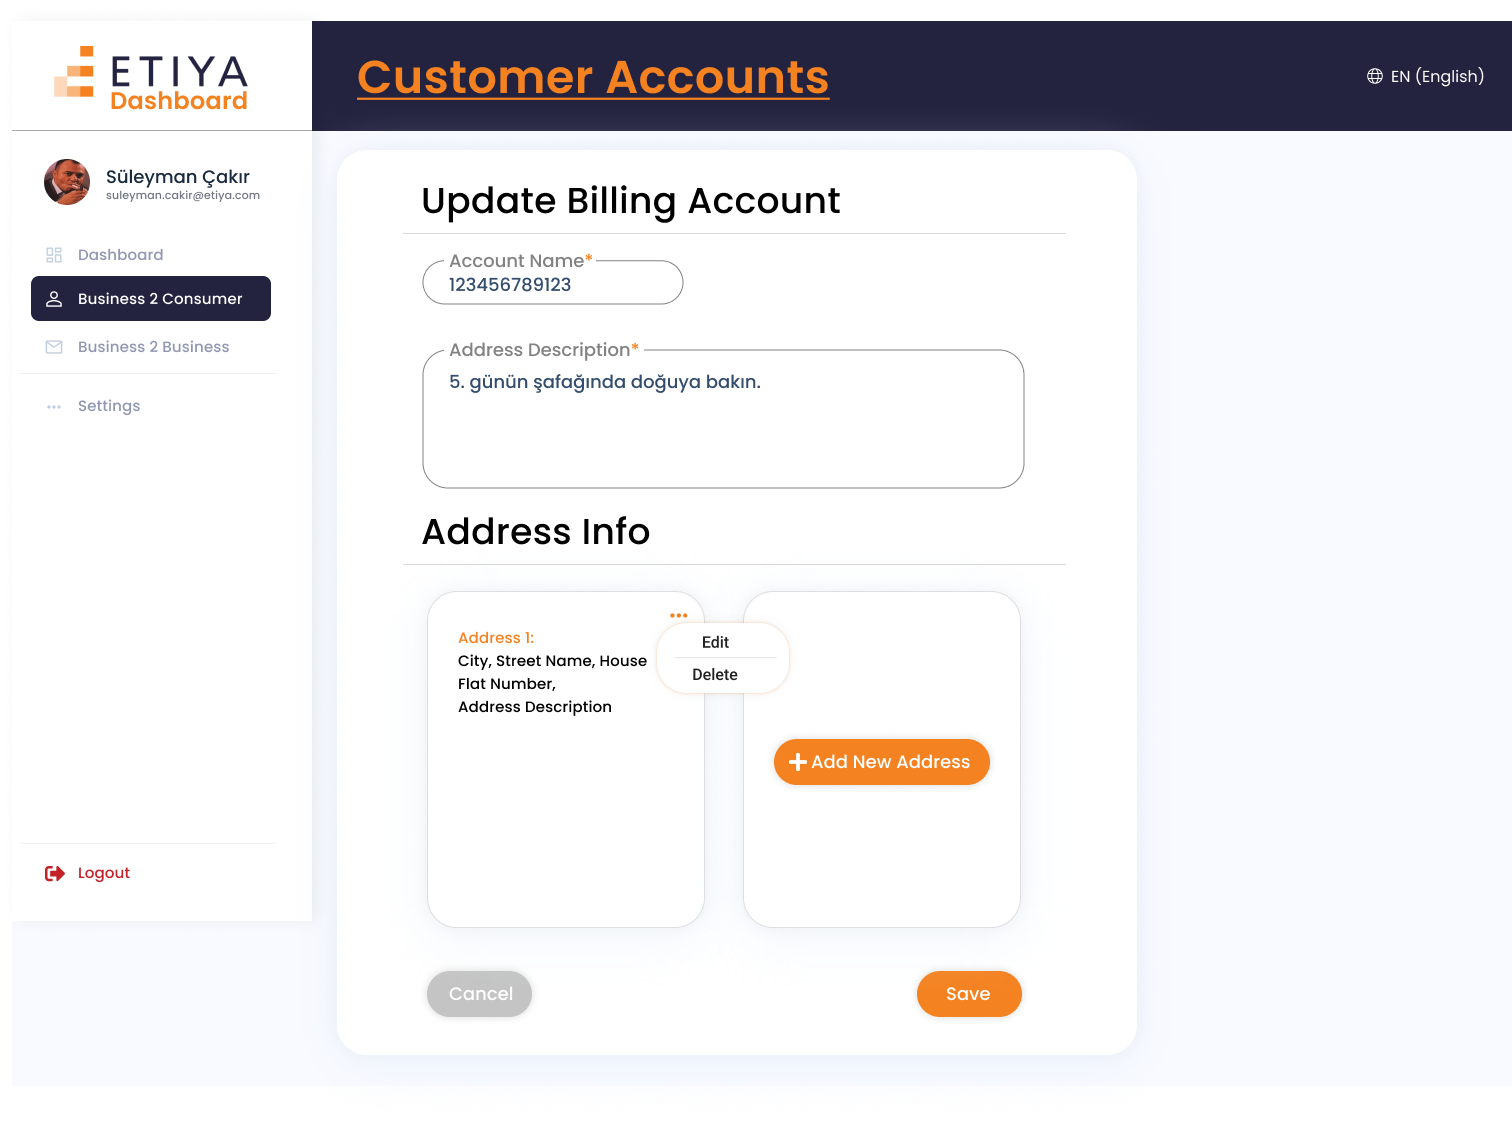 ETIYA
Dashboard
Customer Accounts
EN (English)
Süleyman Çakır
suleyman.cakir@etiya.com
Dashboard
Business 2 Consumer
Business 2 Business
Settings
Logout
Update Billing Account
Account Name*
123456789123
Address Description*
5. günün şafağında doğuya bakın.
Address Info
Address 1:
City, Street Name, House
Flat Number,
Address Description
Edit
Delete
Add New Address
Cancel
Save